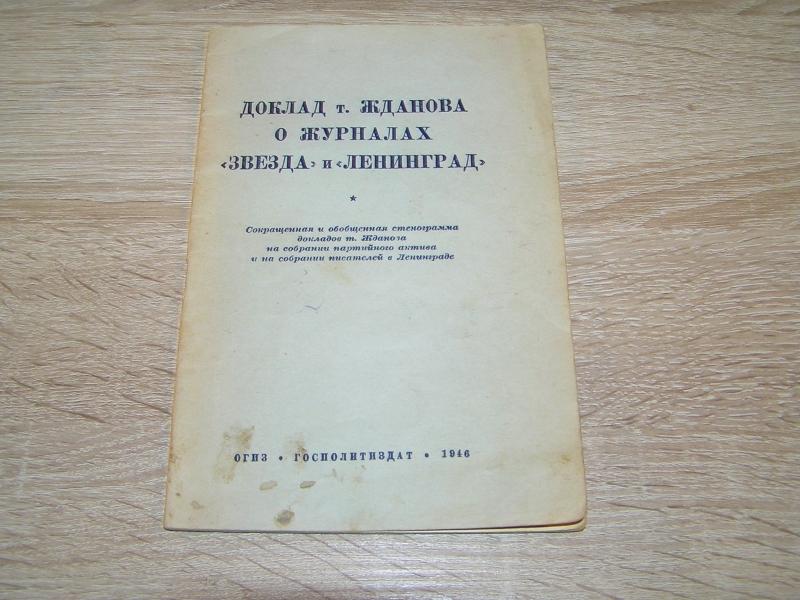 ДОКЛАД т. ЖДАНОВА
О ЖУРНАЛАХ
«ЗВЕЗДА» и «ЛЕНИНГРАД»
Сокращенная и обобщенная стенограмма
докладов т. Жданова
на собрании партийного актива
и на собрании писателей в Ленинграде
ОГИЗ • ГОСПОЛИТИЗДАТ • 1946